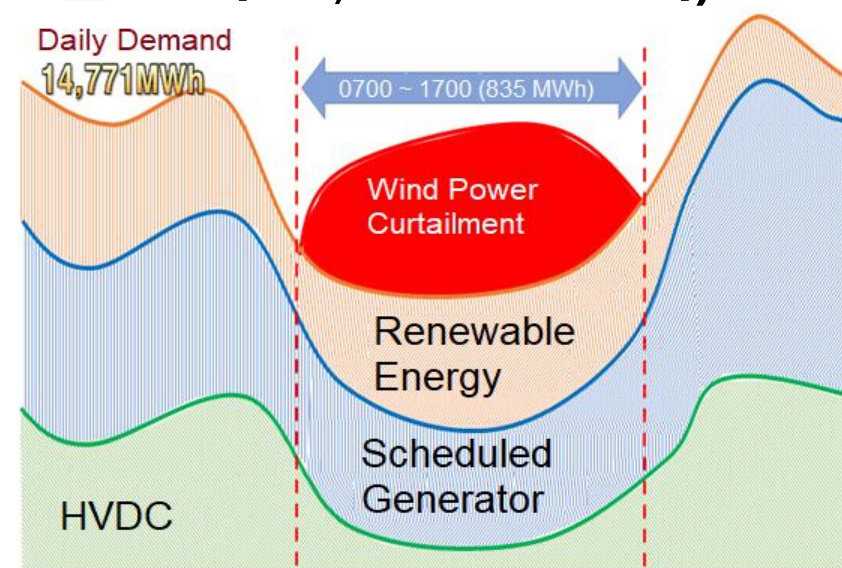 Daily Demand
14,771MWh
0700 ~ 1700 (835 MWh)
Wind Power
Curtailment
Renewable
Energy
Scheduled
Generator
HVDC